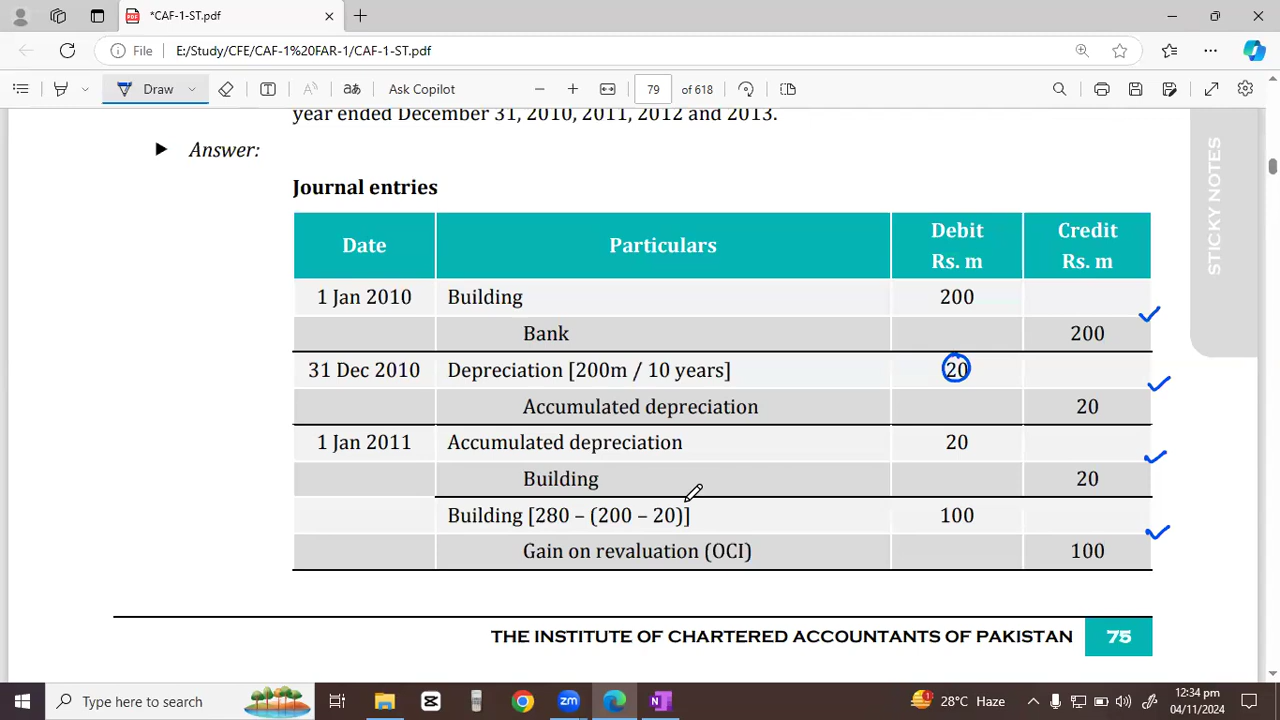 *CAF-1-ST.pdf
File E:/Study/CFE/CAF-1%20FAR-1/CAF-1-ST.pdf
Draw aあ Ask Copilot 79 of 618
year ended December 31, 2010, 2011, 2012 and 2013.
Answer:
Journal entries
Date Particulars Debit Rs. m Credit Rs. m
1 Jan 2010 Building 200
Bank 200
31 Dec 2010 Depreciation [200m / 10 years] 20
Accumulated depreciation 20
1 Jan 2011 Accumulated depreciation 20
Building 20
Building [280 – (200 – 20)] 100
Gain on revaluation (OCI) 100
THE INSTITUTE OF CHARTERED ACCOUNTANTS OF PAKISTAN 75
STICKY NOTES
Type here to search
28°C Haze
12:34 pm
04/11/2024